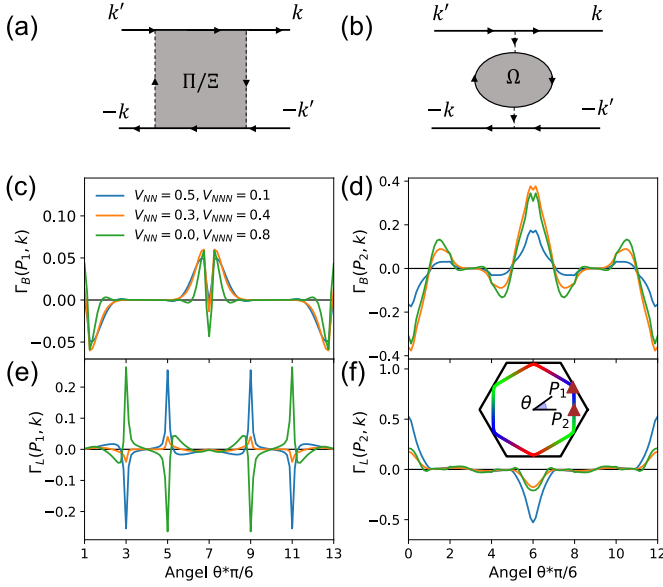 (a)
k′
k
Π/Ξ
−k
−k′
(b)
k′
k
Ω
−k
−k′
(c)
V_NN = 0.5, V_NNN = 0.1
V_NN = 0.3, V_NNN = 0.4
V_NN = 0.0, V_NNN = 0.8
Γ_B(P_1, k)
0.10
0.05
0.00
−0.05
(d)
Γ_B(P_2, k)
0.4
0.2
0.0
−0.2
−0.4
(e)
Γ_L(P_1, k)
0.2
0.1
0.0
−0.1
−0.2
1
3
5
7
9
11
13
Angel θ*π/6
(f)
Γ_L(P_2, k)
1.0
0.5
0.0
−0.5
θ
P_1
P_2
0
2
4
6
8
10
12
Angel θ*π/6